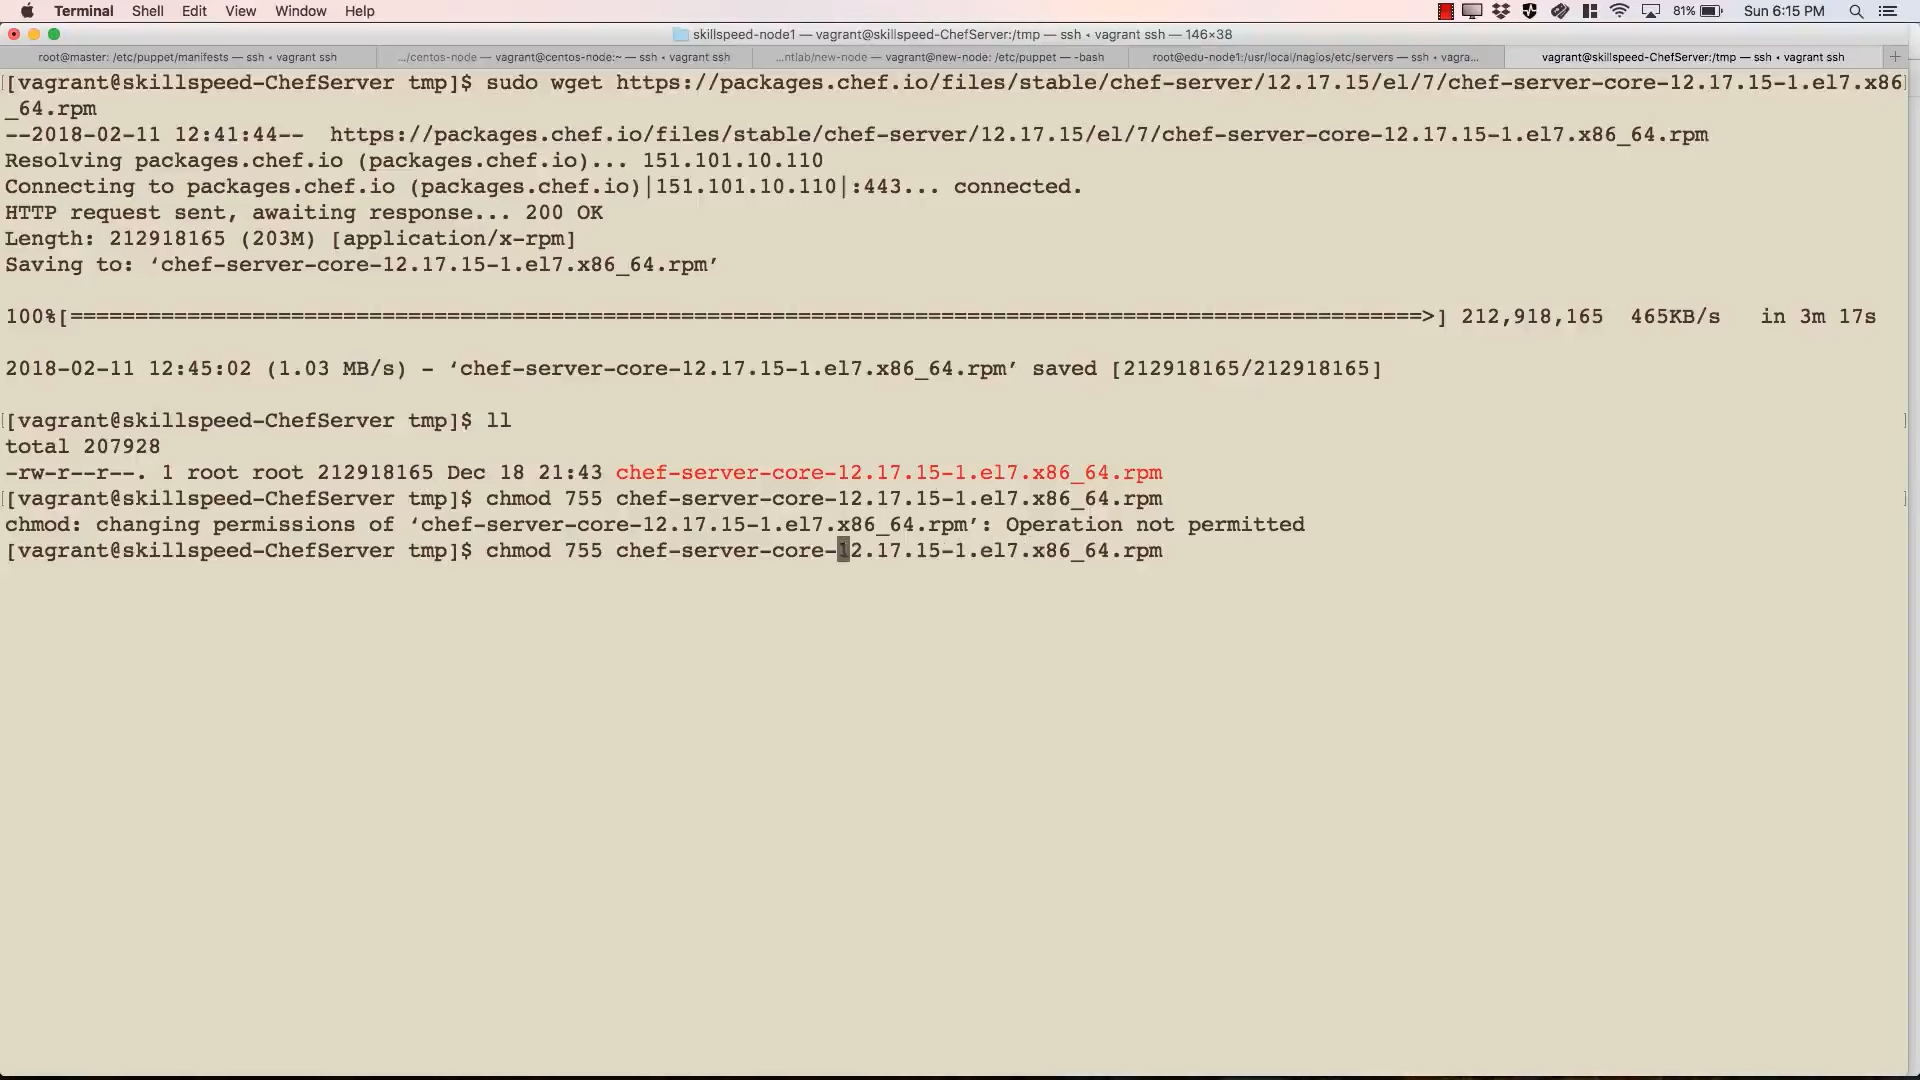 Terminal Shell Edit View Window Help 81% Sun 6:15 PM
skillspeed-node1 — vagrant@skillspeed-ChefServer:/tmp — ssh ‹ vagrant ssh — 146×38
root@master: /etc/puppet/manifests — ssh ‹ vagrant ssh .../centos-node — vagrant@centos-node:~ — ssh ‹ vagrant ssh ...ntlab/new-node — vagrant@new-node: /etc/puppet — -bash root@edu-node1:/usr/local/nagios/etc/servers — ssh ‹ vagra... vagrant@skillspeed-ChefServer:/tmp — ssh ‹ vagrant ssh
[vagrant@skillspeed-ChefServer tmp]$ sudo wget https://packages.chef.io/files/stable/chef-server/12.17.15/el/7/chef-server-core-12.17.15-1.el7.x86
_64.rpm
--2018-02-11 12:41:44-- https://packages.chef.io/files/stable/chef-server/12.17.15/el/7/chef-server-core-12.17.15-1.el7.x86_64.rpm
Resolving packages.chef.io (packages.chef.io)... 151.101.10.110
Connecting to packages.chef.io (packages.chef.io)|151.101.10.110|:443... connected.
HTTP request sent, awaiting response... 200 OK
Length: 212918165 (203M) [application/x-rpm]
Saving to: ‘chef-server-core-12.17.15-1.el7.x86_64.rpm’
100%[========================================================================================================>] 212,918,165 465KB/s in 3m 17s
2018-02-11 12:45:02 (1.03 MB/s) - ‘chef-server-core-12.17.15-1.el7.x86_64.rpm’ saved [212918165/212918165]
[vagrant@skillspeed-ChefServer tmp]$ ll
total 207928
-rw-r--r--. 1 root root 212918165 Dec 18 21:43 chef-server-core-12.17.15-1.el7.x86_64.rpm
[vagrant@skillspeed-ChefServer tmp]$ chmod 755 chef-server-core-12.17.15-1.el7.x86_64.rpm
chmod: changing permissions of ‘chef-server-core-12.17.15-1.el7.x86_64.rpm’: Operation not permitted
[vagrant@skillspeed-ChefServer tmp]$ chmod 755 chef-server-core-12.17.15-1.el7.x86_64.rpm